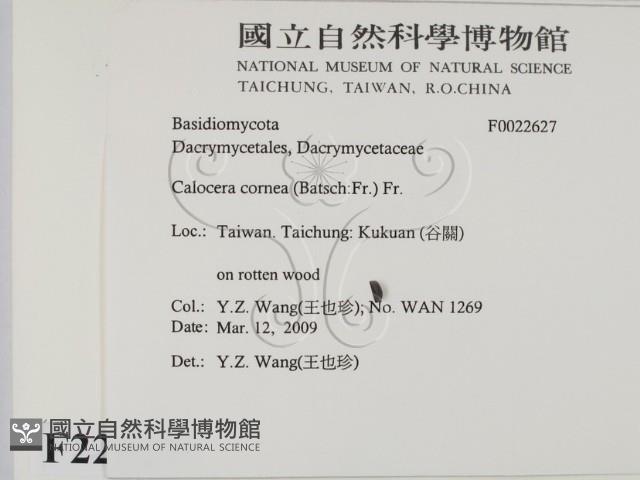 國立自然科學博物館
NATIONAL MUSEUM OF NATURAL SCIENCE
TAICHUNG, TAIWAN, R.O.CHINA
Basidiomycota F0022627
Dacrymycetales, Dacrymycetaceae
Calocera cornea (Batsch:Fr.) Fr.
Loc.: Taiwan. Taichung: Kukuan (谷關)
on rotten wood
Col.: Y.Z. Wang(王也珍); No. WAN 1269
Date: Mar. 12, 2009
Det.: Y.Z. Wang(王也珍)
國立自然科學博物館
NATIONAL MUSEUM OF NATURAL SCIENCE
F22